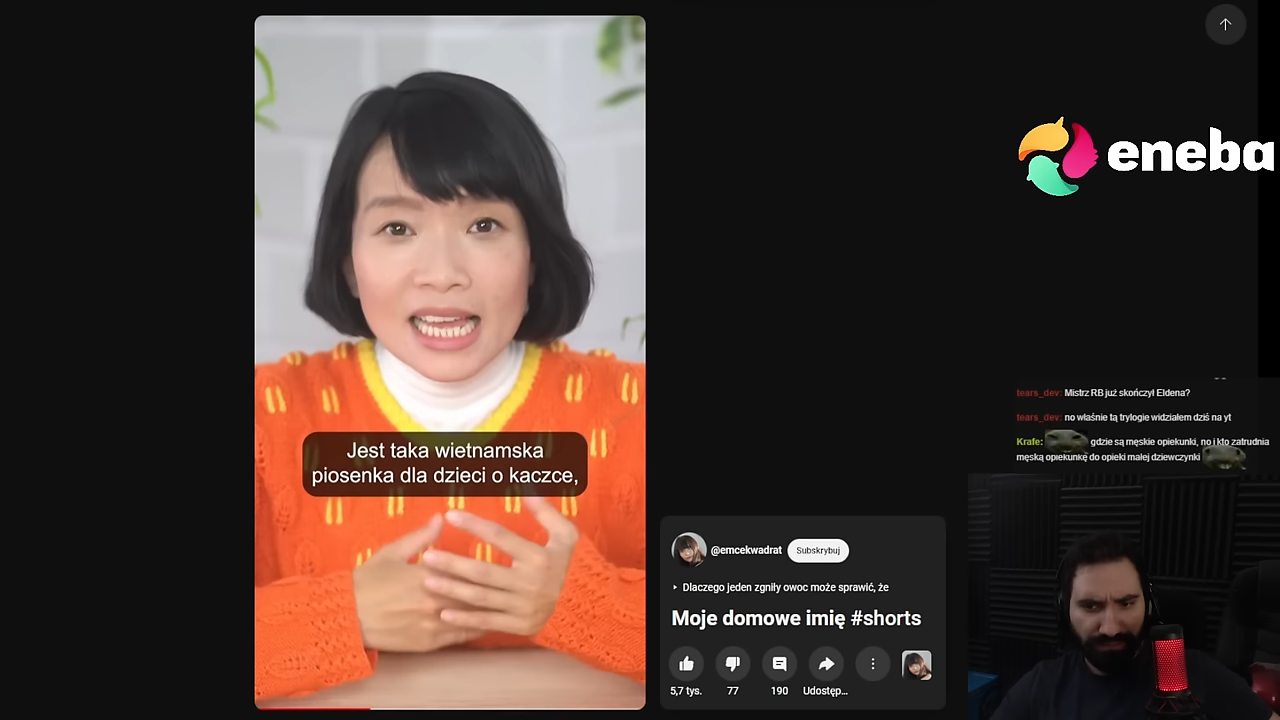 Jest taka wietnamska
piosenka dla dzieci o kaczce,
@emcekwadrat
Subskrybuj
Dlaczego jeden zgniły owoc może sprawić, że
Moje domowe imię #shorts
5,7 tys.
77
190
Udostęp...
eneba
tears_dev: Mistrz RB już skończył Eldena?
tears_dev: no właśnie tą trylogie widziałem dziś na yt
Krafe: gdzie są męskie opiekunki, no i kto zatrudnia
męską opiekunkę do opieki małej dziewczynki